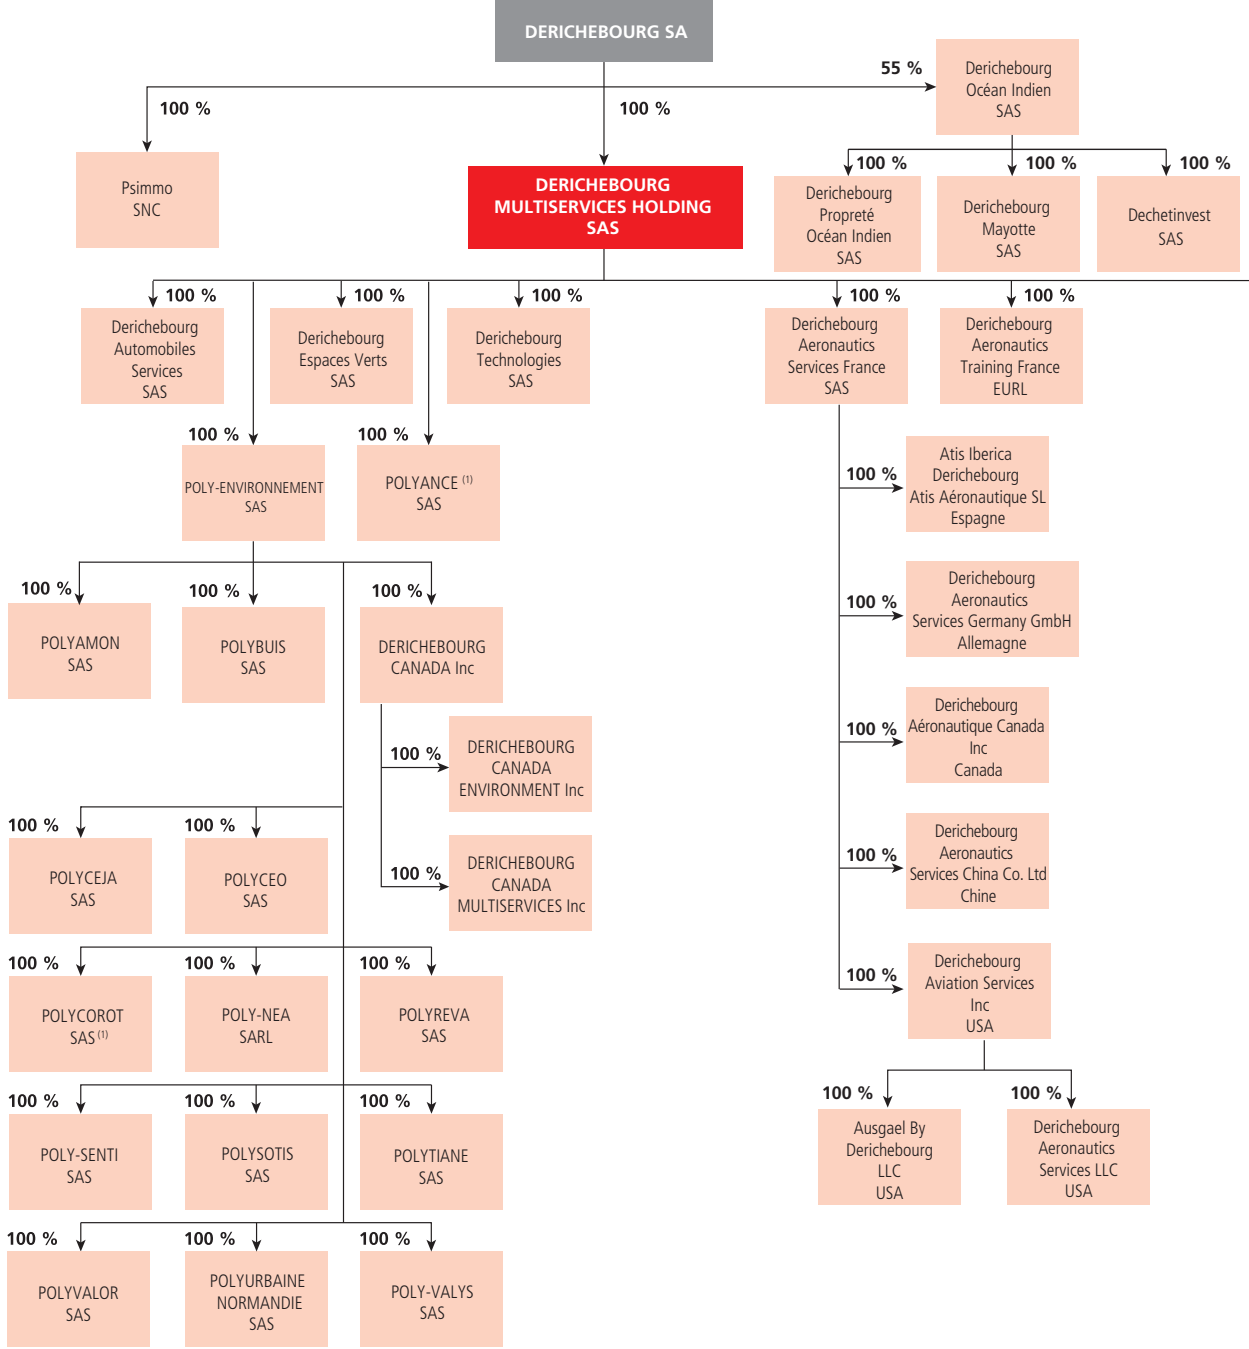 DERICHEBOURG SA
55 %
Derichebourg
Océan Indien
SAS
100 %
100 %
Psimmo
SNC
DERICHEBOURG
MULTISERVICES HOLDING
SAS
100 %
100 %
100 %
Derichebourg
Propreté
Océan Indien
SAS
Derichebourg
Mayotte
SAS
Dechetinvest
SAS
100 %
100 %
100 %
100 %
100 %
Derichebourg
Automobiles
Services
SAS
Derichebourg
Espaces Verts
SAS
Derichebourg
Technologies
SAS
Derichebourg
Aeronautics
Services France
SAS
Derichebourg
Aeronautics
Training France
EURL
100 %
100 %
POLY-ENVIRONNEMENT
SAS
POLYANCE (1)
SAS
100 %
Atis Iberica
Derichebourg
Atis Aéronautique SL
Espagne
100 %
100 %
100 %
POLYAMON
SAS
POLYBUIS
SAS
DERICHEBOURG
CANADA Inc
100 %
Derichebourg
Aeronautics
Services Germany GmbH
Allemagne
100 %
DERICHEBOURG
CANADA
ENVIRONMENT Inc
100 %
Derichebourg
Aéronautique Canada
Inc
Canada
100 %
100 %
POLYCEJA
SAS
POLYCEO
SAS
100 %
DERICHEBOURG
CANADA
MULTISERVICES Inc
100 %
Derichebourg
Aeronautics
Services China Co. Ltd
Chine
100 %
100 %
100 %
POLYCOROT
SAS (1)
POLY-NEA
SARL
POLYREVA
SAS
100 %
Derichebourg
Aviation Services
Inc
USA
100 %
100 %
100 %
POLY-SENTI
SAS
POLYSOTIS
SAS
POLYTIANE
SAS
100 %
100 %
Ausgael By
Derichebourg
LLC
USA
Derichebourg
Aeronautics
Services LLC
USA
100 %
100 %
100 %
POLYVALOR
SAS
POLYURBAINE
NORMANDIE
SAS
POLY-VALYS
SAS